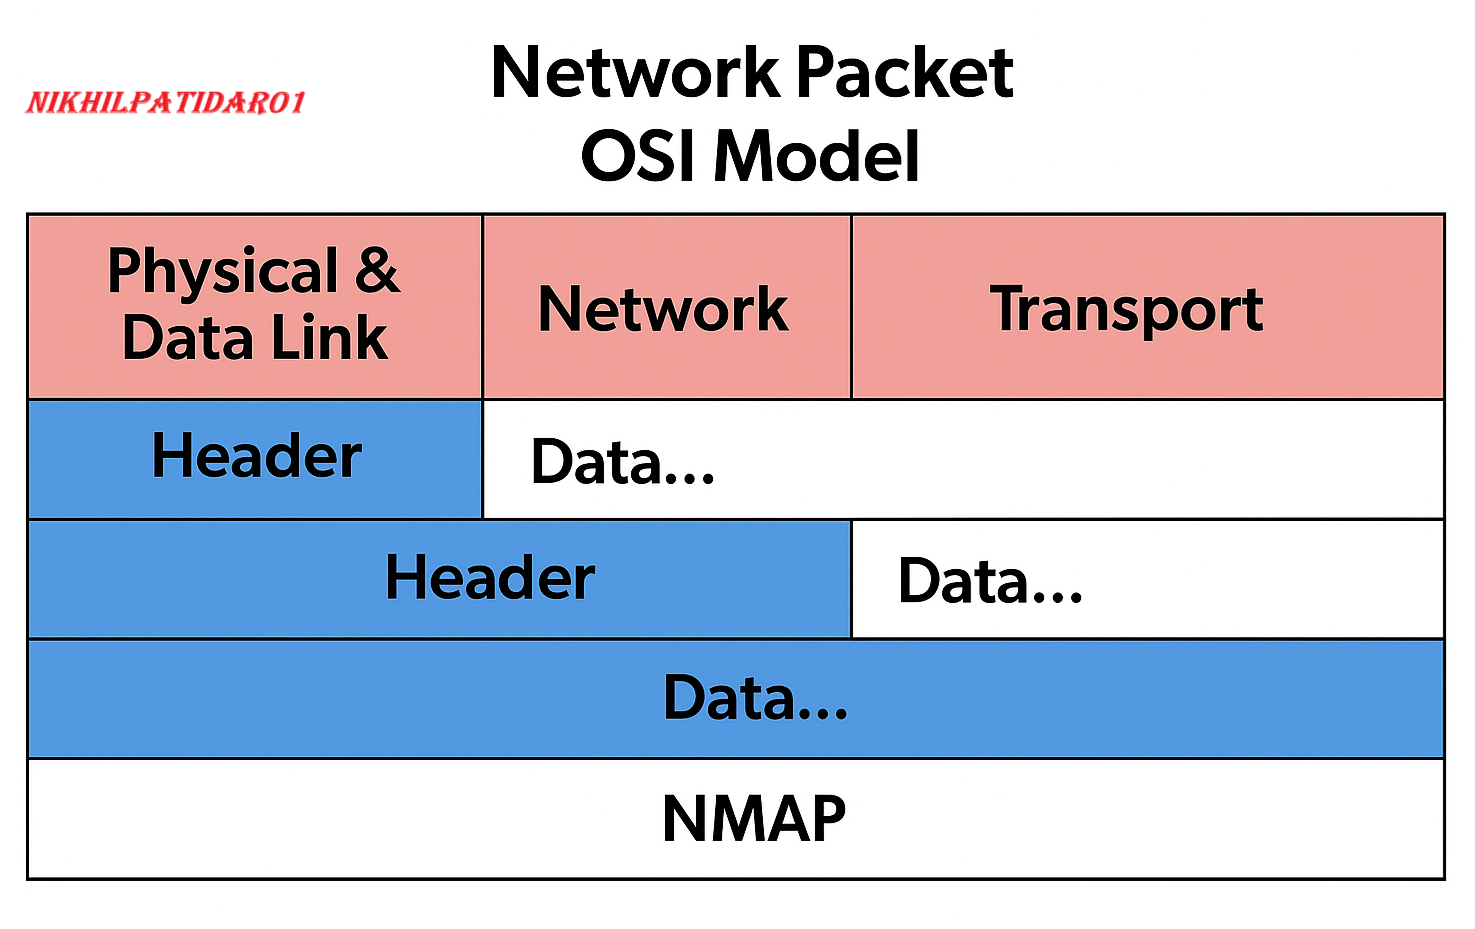 Network Packet
NIKHILPATIDAR01
OSI Model
Physical &
Data Link
Network
Transport
Header
Data...
Header
Data...
Data...
NMAP